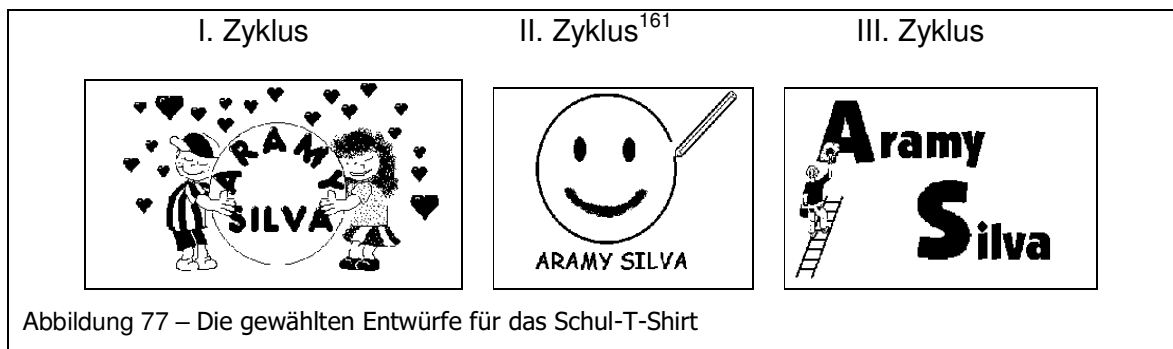 I. Zyklus II. Zyklus161 III. Zyklus
ARAMY
SILVA
ARAMY SILVA
Aramy
Silva
Abbildung 77 – Die gewählten Entwürfe für das Schul-T-Shirt